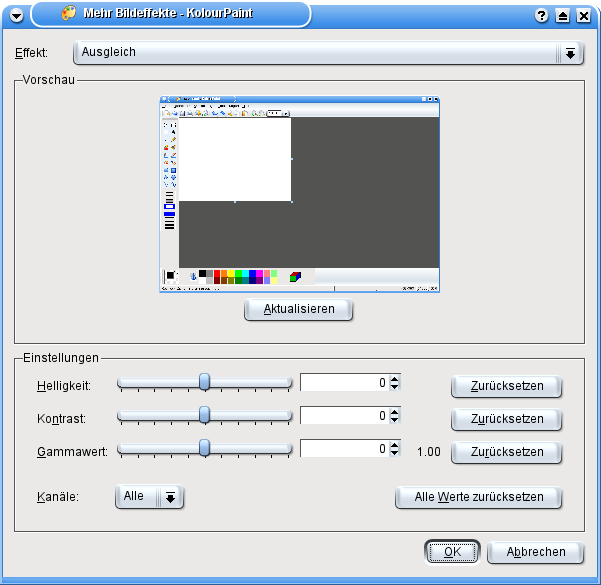 Mehr Bildeffekte - KolourPaint
Effekt: Ausgleich
Vorschau
Aktualisieren
Einstellungen
Helligkeit: 0 Zurücksetzen
Kontrast: 0 Zurücksetzen
Gammawert: 0 1.00 Zurücksetzen
Kanäle: Alle Alle Werte zurücksetzen
OK Abbrechen